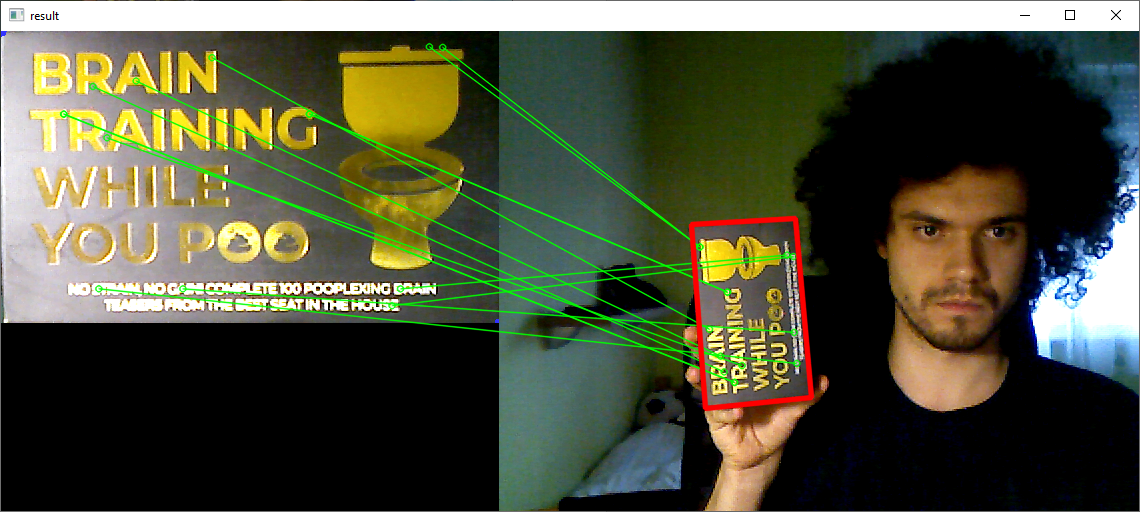 result
BRAIN
TRAINING
WHILE
YOU POO
NO STRAIN, NO GAIN! COMPLETE 100 POOPLEXING BRAIN
TEASERS FROM THE BEST SEAT IN THE HOUSE
BRAIN
TRAINING
WHILE
YOU POO